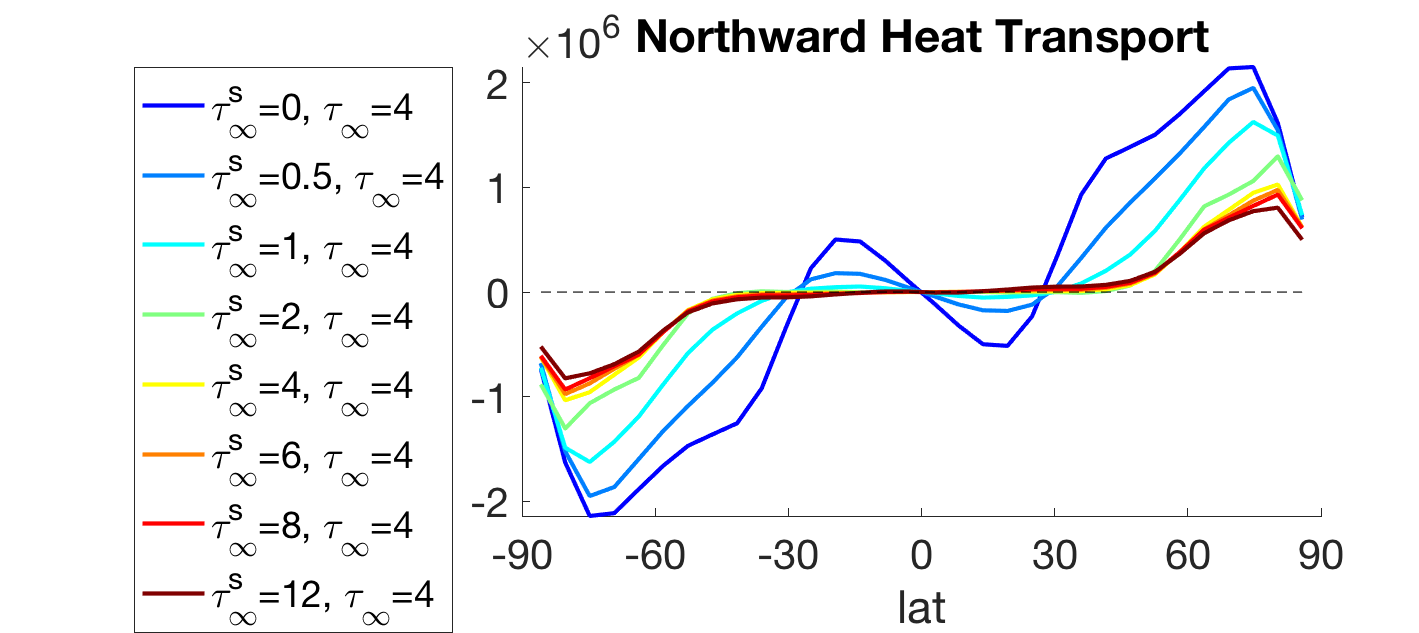 ×10⁶ Northward Heat Transport
τ^s_∞=0, τ_∞=4
τ^s_∞=0.5, τ_∞=4
τ^s_∞=1, τ_∞=4
τ^s_∞=2, τ_∞=4
τ^s_∞=4, τ_∞=4
τ^s_∞=6, τ_∞=4
τ^s_∞=8, τ_∞=4
τ^s_∞=12, τ_∞=4
2
1
0
-1
-2
-90 -60 -30 0 30 60 90
lat